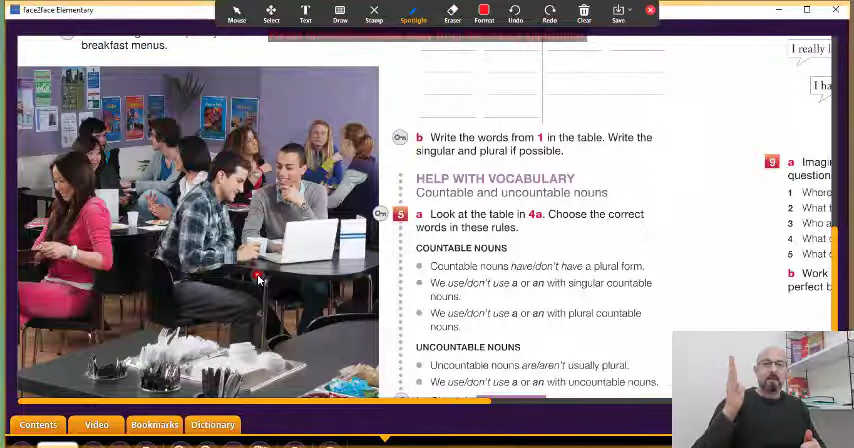 face2face Elementary
Mouse
Select
Text
Draw
Stamp
Spotlight
Eraser
Format
Undo
Redo
Clear
Save
breakfast menus.
b Write the words from 1 in the table. Write the
singular and plural if possible.
HELP WITH VOCABULARY
Countable and uncountable nouns
5 a Look at the table in 4a. Choose the correct
words in these rules.
COUNTABLE NOUNS
Countable nouns have/don't have a plural form.
We use/don't use a or an with singular countable
nouns.
We use/don't use a or an with plural countable
nouns.
UNCOUNTABLE NOUNS
Uncountable nouns are/aren't usually plural.
We use/don't use a or an with uncountable nouns.
I really
9 a
question
1 Where
2
3 Who
4
5
b Work
perfect
Contents
Video
Bookmarks
Dictionary